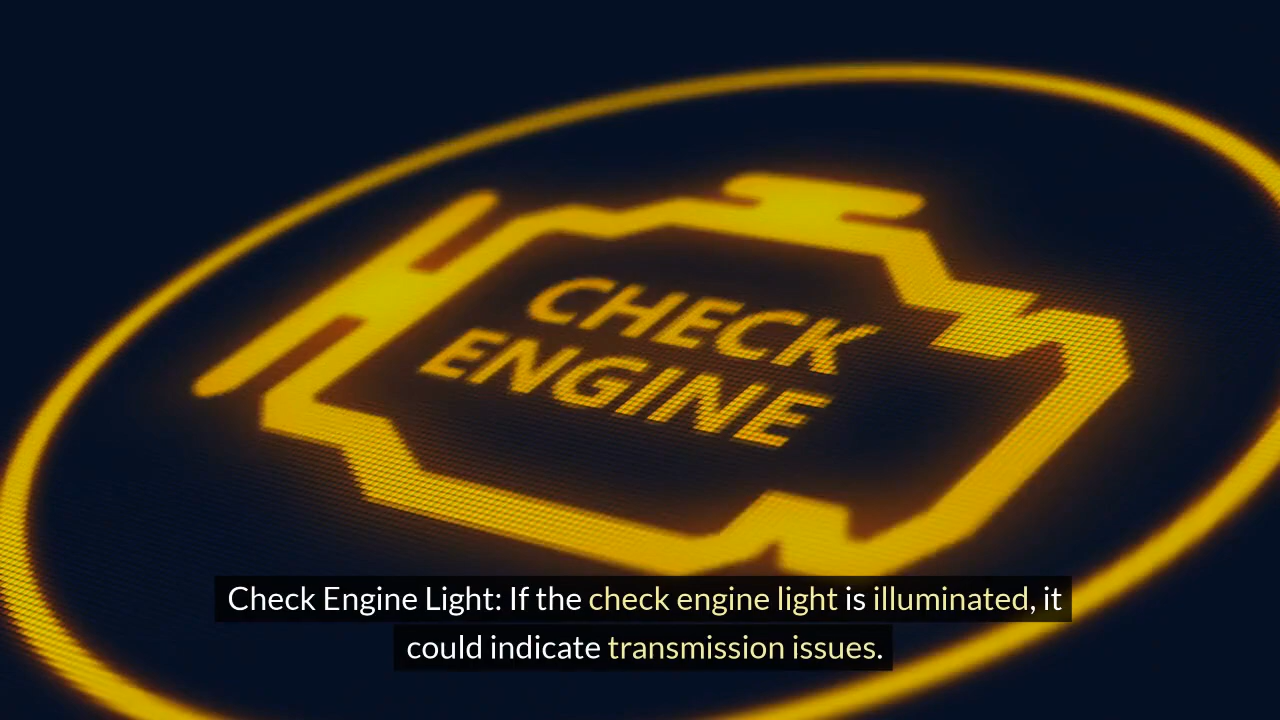 CHECK
ENGINE
Check Engine Light: If the check engine light is illuminated, it
could indicate transmission issues.